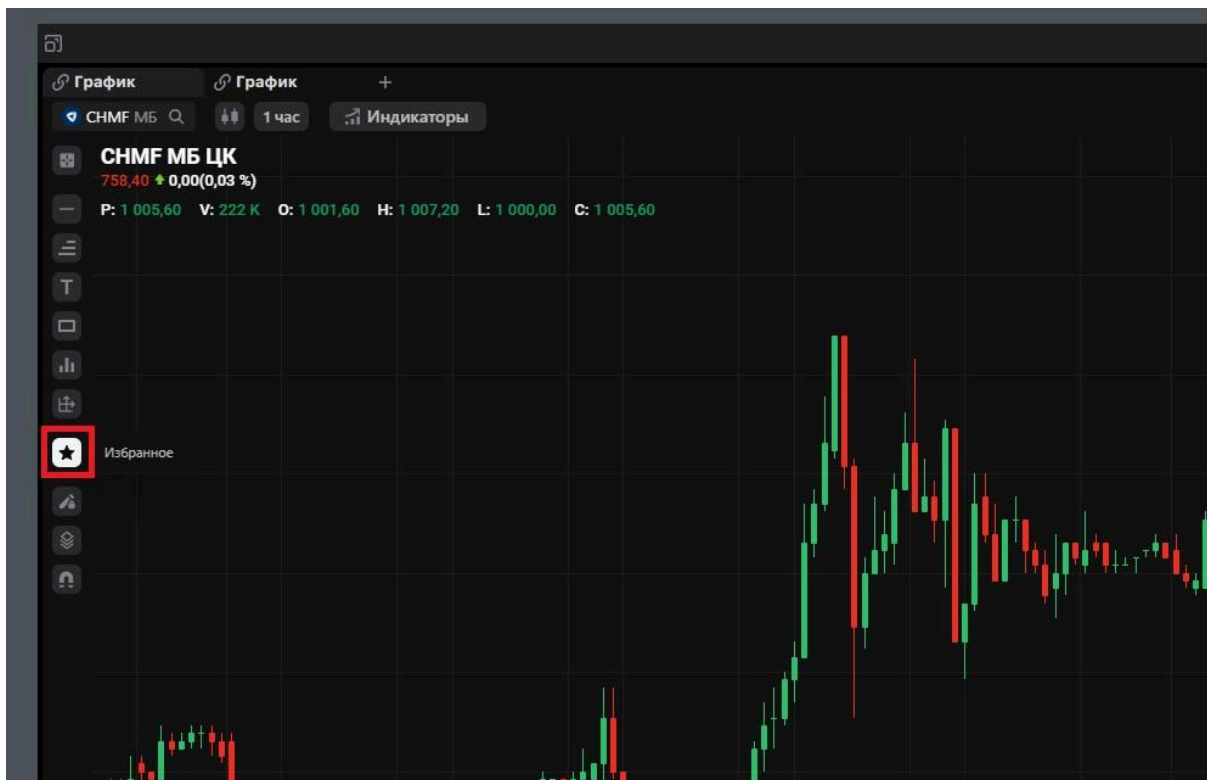 График График +
CHMF МБ 1 час Индикаторы
CHMF МБ ЦК
758,40 0,00(0,03 %)
P: 1 005,60 V: 222 K O: 1 001,60 H: 1 007,20 L: 1 000,00 C: 1 005,60
T
Избранное